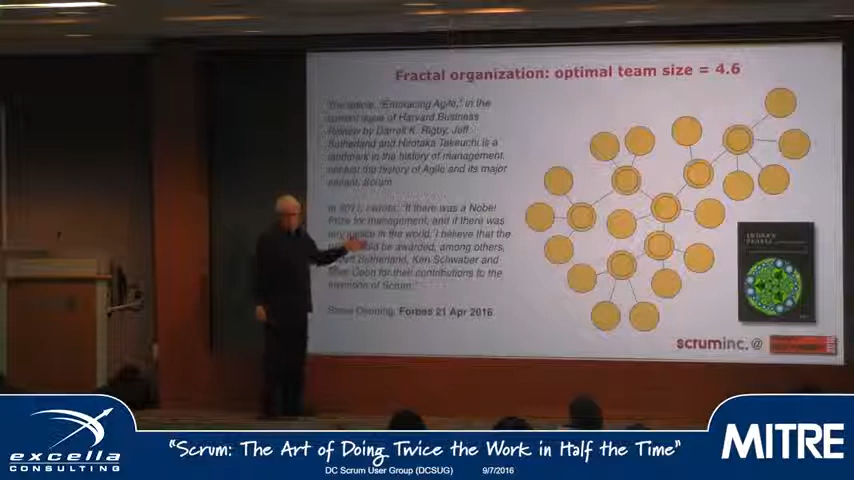 Fractal organization: optimal team size = 4.6
The article, "Embracing Agile," in the
current issue of Harvard Business
Review by Darrell K. Rigby, Jeff
Sutherland and Hirotaka Takeuchi is a
landmark in the history of management,
not just the history of Agile and its major
variant, Scrum
In 2011, I wrote: "If there was a Nobel
Prize for management, and if there was
any justice in the world, I believe that the
would be awarded, among others,
Sutherland, Ken Schwaber and
for their contributions to the
invention of Scrum."
Steve Denning, Forbes 21 Apr 2016
INDRA'S
PEARLS
scruminc.@
excella
CONSULTING
"Scrum: The Art of Doing Twice the Work in Half the Time"
DC Scrum User Group (DCSUG) 9/7/2016
MITRE